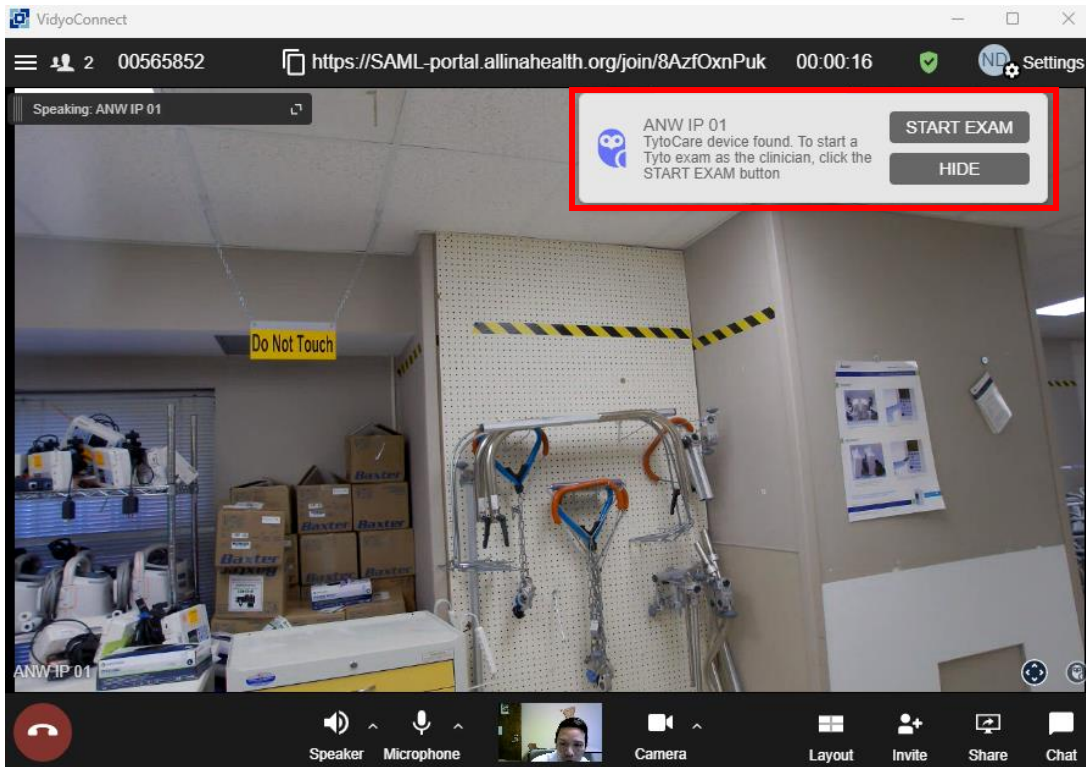 VidyoConnect
2 00565852 https://SAML-portal.allinahealth.org/join/8AzfOxnPuk 00:00:16 ND Settings
Speaking: ANW IP 01
ANW IP 01
TytoCare device found. To start a
Tyto exam as the clinician, click the
START EXAM button
START EXAM
HIDE
Do Not Touch
Baxter
Baxter Baxter
Baxter
Baxter
ANW IP 01
Speaker Microphone Camera Layout Invite Share Chat